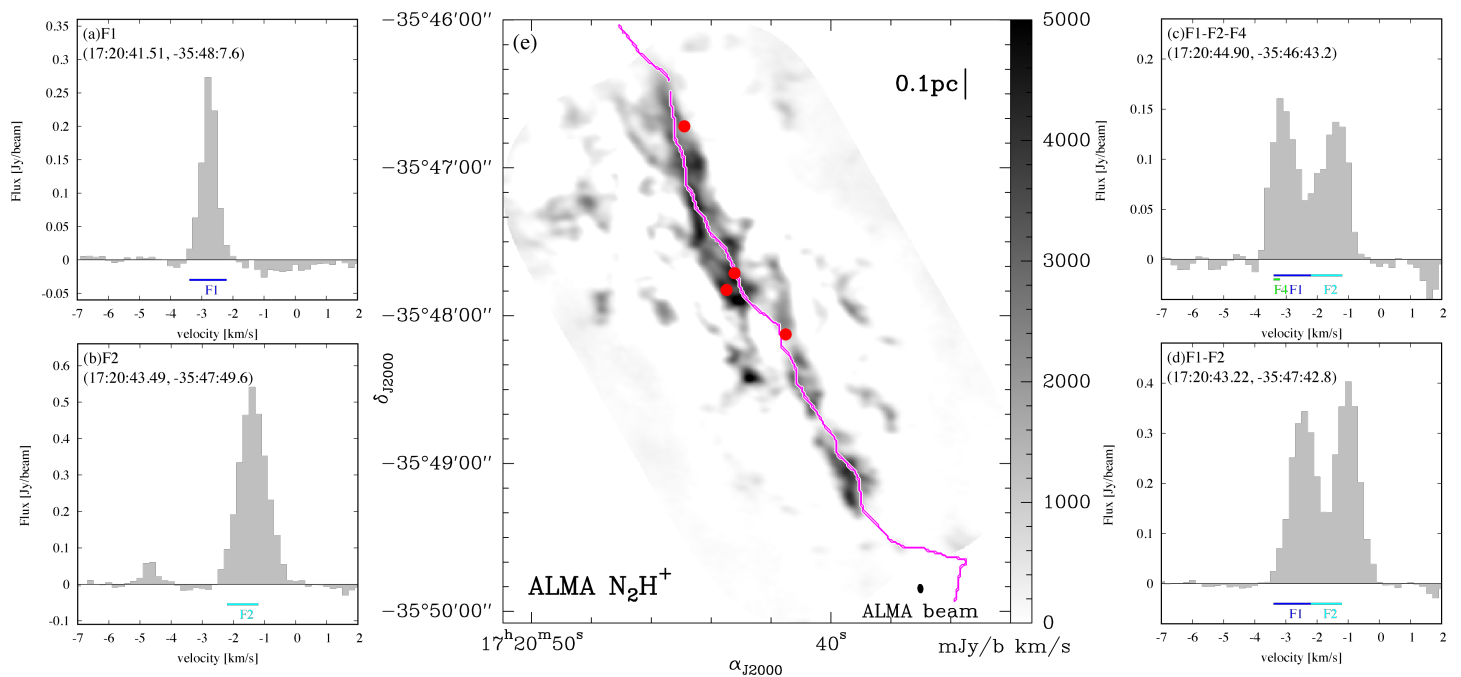 (a)F1
(17:20:41.51, -35:48:7.6)
0.35
0.3
0.25
0.2
0.15
0.1
0.05
0
-0.05
Flux [Jy/beam]
F1
-7 -6 -5 -4 -3 -2 -1 0 1 2
velocity [km/s]
(b)F2
(17:20:43.49, -35:47:49.6)
0.6
0.5
0.4
0.3
0.2
0.1
0
-0.1
Flux [Jy/beam]
F2
-7 -6 -5 -4 -3 -2 -1 0 1 2
velocity [km/s]
(e)
0.1pc
−35°46′00″
−35°47′00″
−35°48′00″
−35°49′00″
−35°50′00″
δJ2000
ALMA N2H+
ALMA beam
17h20m50s 40s
αJ2000
5000
4000
3000
2000
1000
0
mJy/b km/s
(c)F1-F2-F4
(17:20:44.90, -35:46:43.2)
0.2
0.15
0.1
0.05
0
Flux [Jy/beam]
F4 F1 F2
-7 -6 -5 -4 -3 -2 -1 0 1 2
velocity [km/s]
(d)F1-F2
(17:20:43.22, -35:47:42.8)
0.5
0.4
0.3
0.2
0.1
0
Flux [Jy/beam]
F1 F2
-7 -6 -5 -4 -3 -2 -1 0 1 2
velocity [km/s]